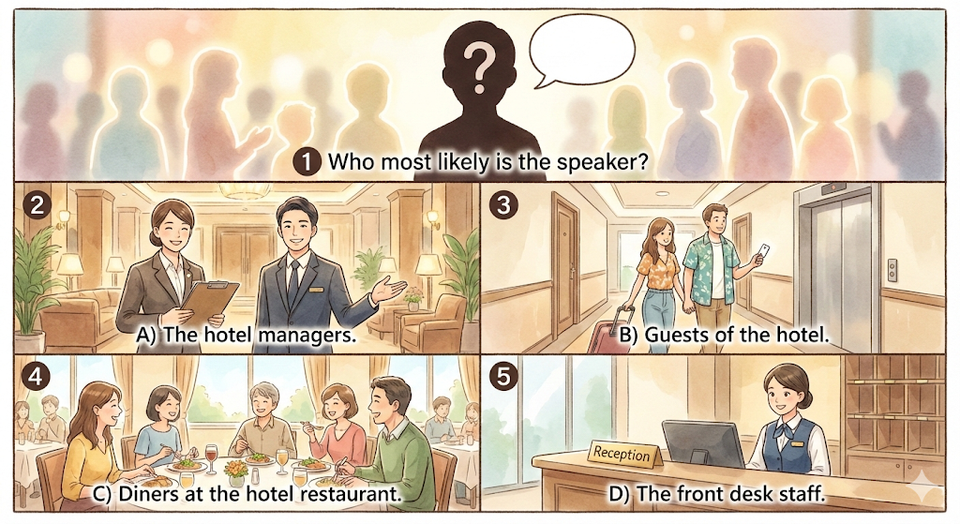 ?
1 Who most likely is the speaker?
2
A) The hotel managers.
3
B) Guests of the hotel.
4
C) Diners at the hotel restaurant.
5
Reception
D) The front desk staff.